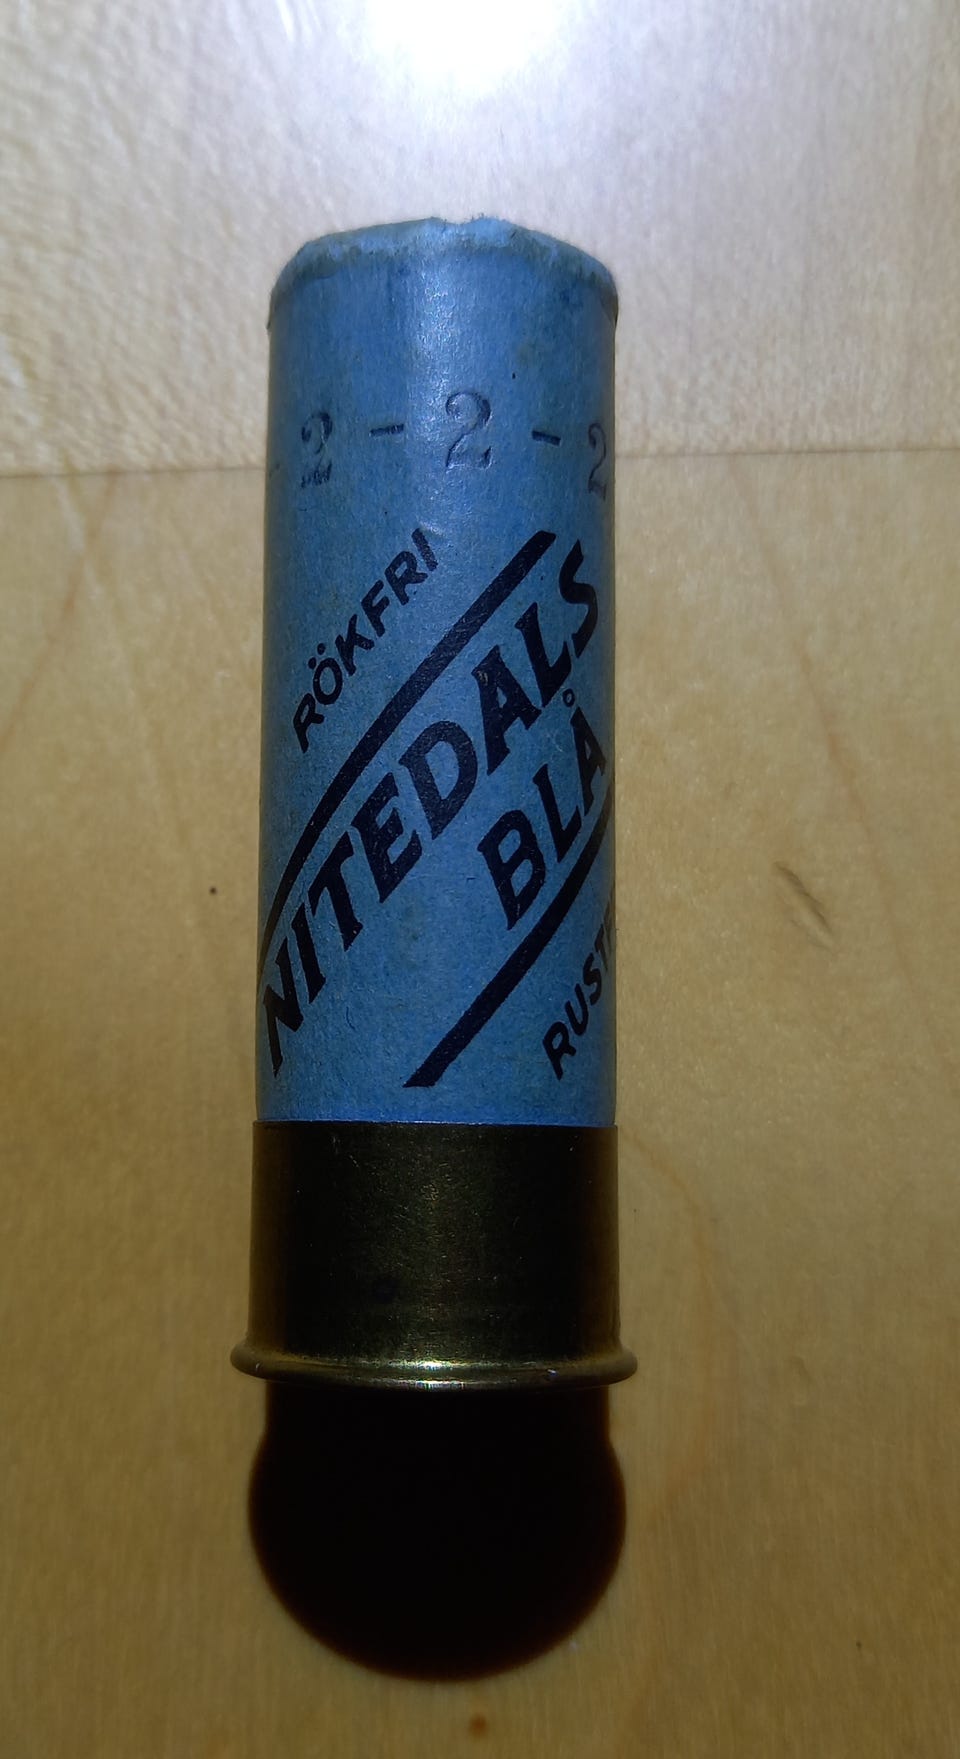 - 2 - 2 - 2
RÖKFRI
NITEDALS
BLÅ